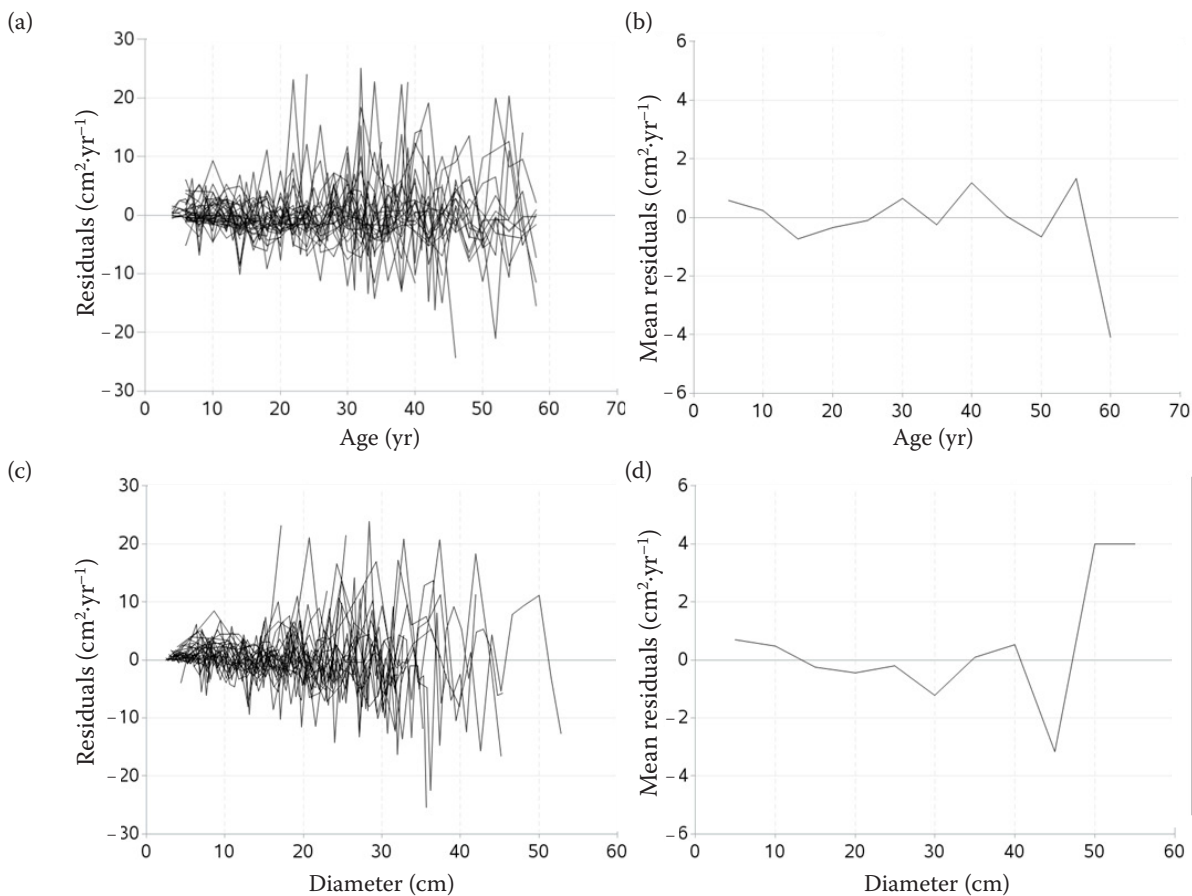 (a)
30
20
10
0
–10
–20
–30
Residuals (cm²·yr⁻¹)
0 10 20 30 40 50 60 70
Age (yr)
(b)
6
4
2
0
–2
–4
–6
Mean residuals (cm²·yr⁻¹)
0 10 20 30 40 50 60 70
Age (yr)
(c)
30
20
10
0
–10
–20
–30
Residuals (cm²·yr⁻¹)
0 10 20 30 40 50 60
Diameter (cm)
(d)
6
4
2
0
–2
–4
–6
Mean residuals (cm²·yr⁻¹)
0 10 20 30 40 50 60
Diameter (cm)